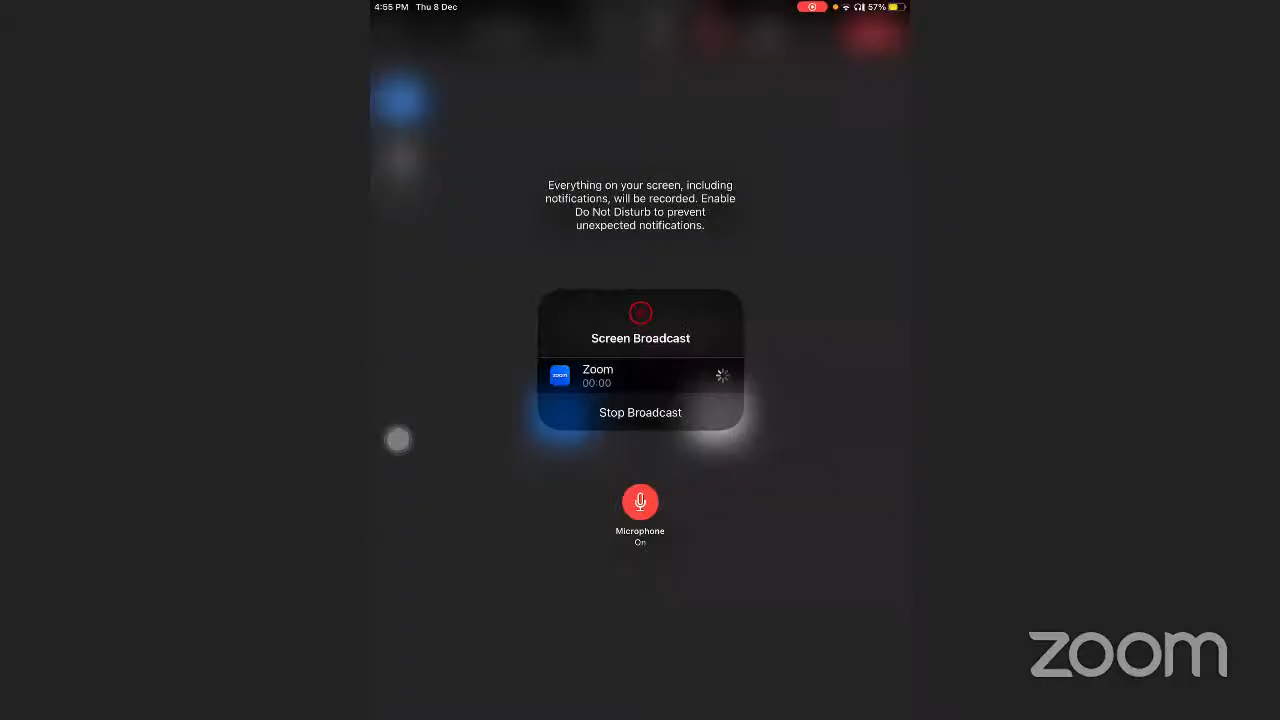 4:55 PM Thu 8 Dec
57%
Everything on your screen, including
notifications, will be recorded. Enable
Do Not Disturb to prevent
unexpected notifications.
Screen Broadcast
zoom
Zoom
00:00
Stop Broadcast
Microphone
On
zoom